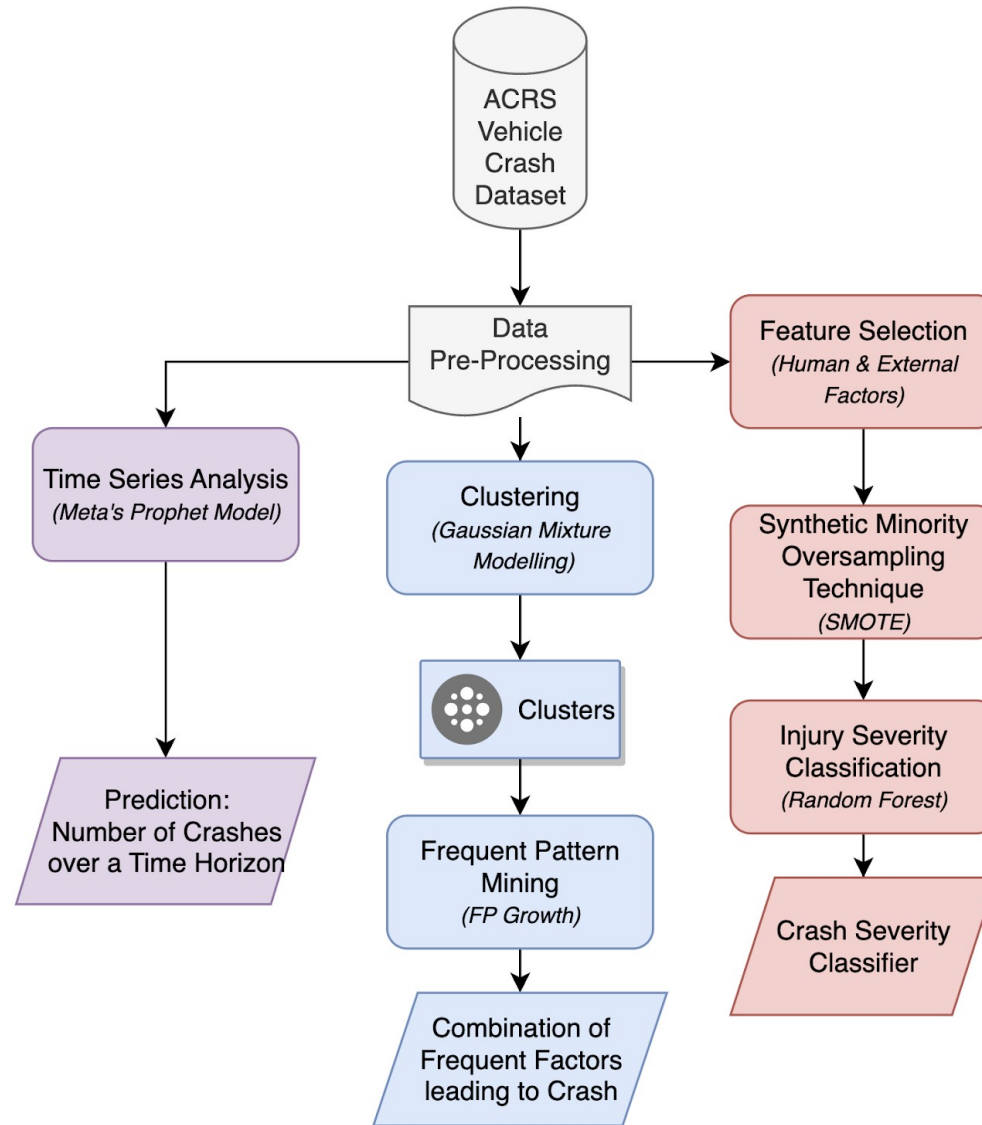 ACRS
Vehicle
Crash
Dataset
Data
Pre-Processing
Time Series Analysis
(Meta's Prophet Model)
Prediction:
Number of Crashes
over a Time Horizon
Clustering
(Gaussian Mixture
Modelling)
Clusters
Frequent Pattern
Mining
(FP Growth)
Combination of
Frequent Factors
leading to Crash
Feature Selection
(Human & External
Factors)
Synthetic Minority
Oversampling
Technique
(SMOTE)
Injury Severity
Classification
(Random Forest)
Crash Severity
Classifier